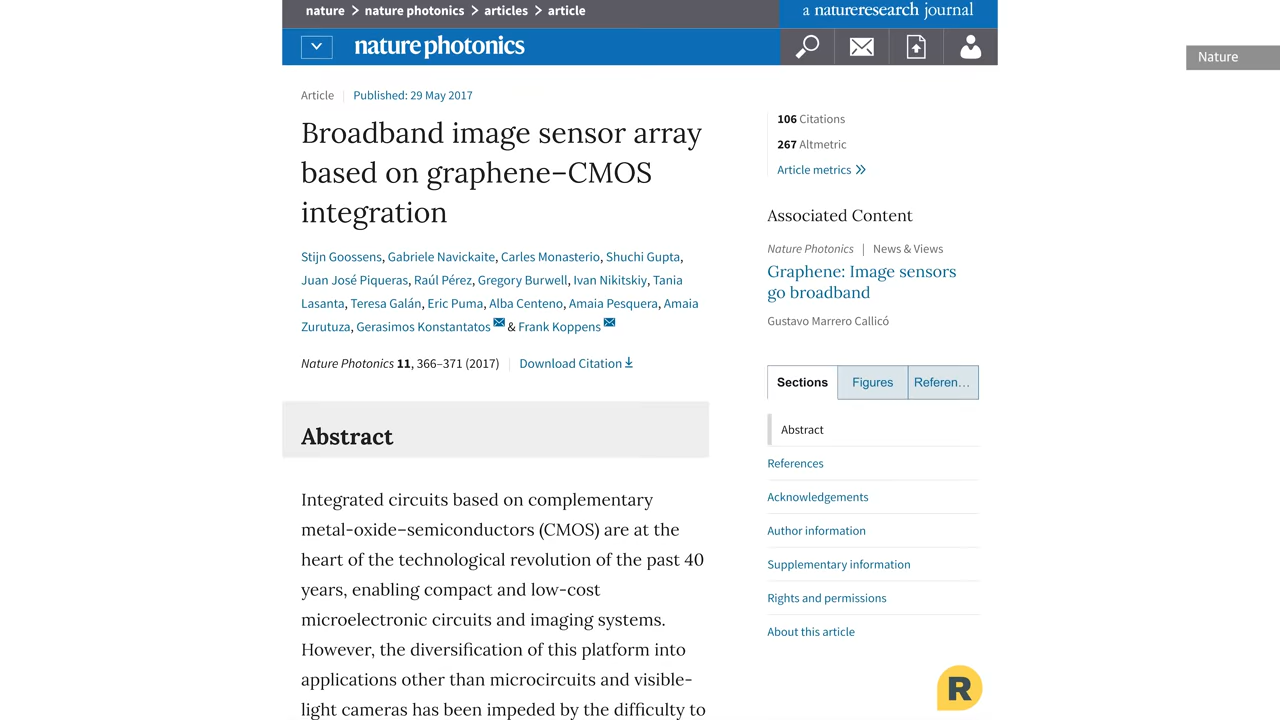 nature > nature photonics > articles > article
a natureresearch journal
nature photonics
Nature
Article | Published: 29 May 2017
Broadband image sensor array
based on graphene–CMOS
integration
Stijn Goossens, Gabriele Navickaite, Carles Monasterio, Shuchi Gupta,
Juan José Piqueras, Raúl Pérez, Gregory Burwell, Ivan Nikitskiy, Tania
Lasanta, Teresa Galán, Eric Puma, Alba Centeno, Amaia Pesquera, Amaia
Zurutuza, Gerasimos Konstantatos & Frank Koppens
Nature Photonics 11, 366–371 (2017) | Download Citation
Abstract
Integrated circuits based on complementary
metal-oxide–semiconductors (CMOS) are at the
heart of the technological revolution of the past 40
years, enabling compact and low-cost
microelectronic circuits and imaging systems.
However, the diversification of this platform into
applications other than microcircuits and visible-
light cameras has been impeded by the difficulty to
106 Citations
267 Altmetric
Article metrics
Associated Content
Nature Photonics | News & Views
Graphene: Image sensors
go broadband
Gustavo Marrero Callicó
Sections Figures Referen…
Abstract
References
Acknowledgements
Author information
Supplementary information
Rights and permissions
About this article
R